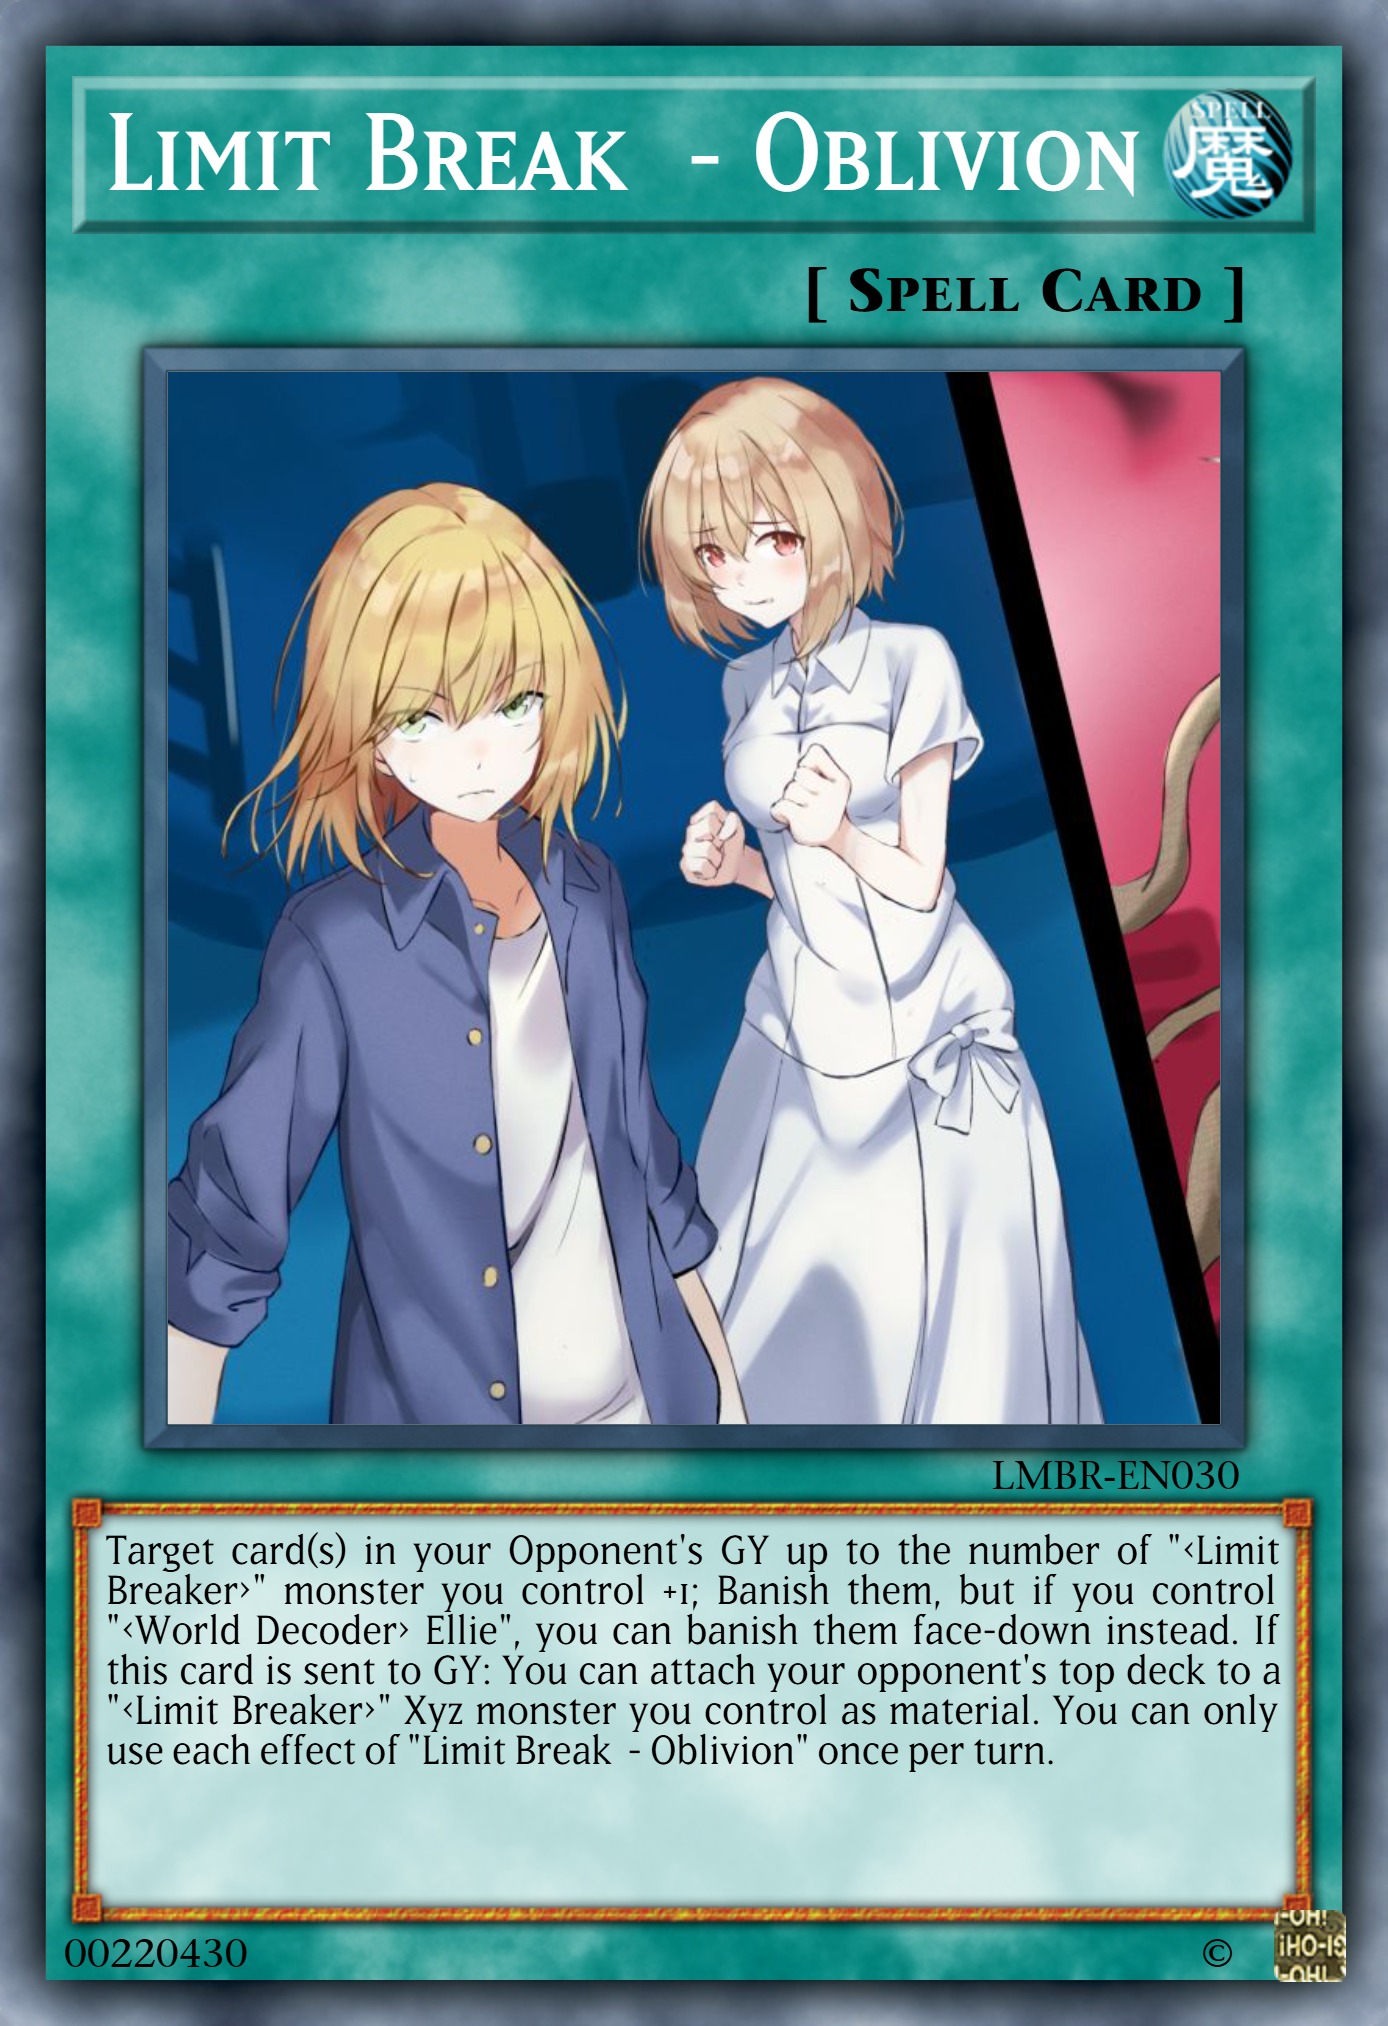 Limit Break  - Oblivion
SPELL
魔
[ Spell Card ]
LMBR-EN030
Target card(s) in your Opponent's GY up to the number of "‹Limit
Breaker›" monster you control +1; Banish them, but if you control
"‹World Decoder› Ellie", you can banish them face-down instead. If
this card is sent to GY: You can attach your opponent's top deck to a
"‹Limit Breaker›" Xyz monster you control as material. You can only
use each effect of "Limit Break  - Oblivion" once per turn.
00220430
©